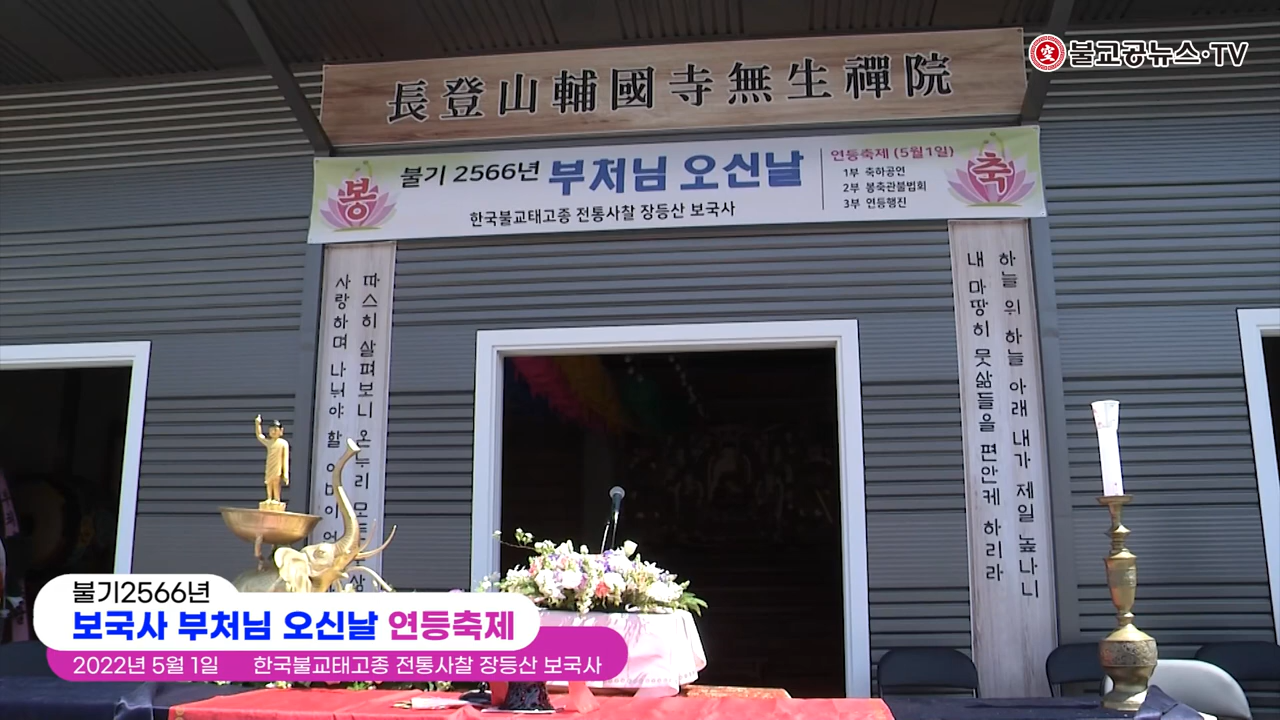 空 불교공뉴스·TV
長登山輔國寺無生禪院
봉
불기 2566년 부처님 오신날
한국불교태고종 전통사찰 장등산 보국사
연등축제 (5월1일)
1부 축하공연
2부 봉축관불법회
3부 연등행진
축
따스히 살펴보니 온누리 모든
사랑하며 나눠야 할
하늘 위 하늘 아래 내가 제일 높나니
내 마땅히 뭇삶들을 편안케 하리라
불기2566년
보국사 부처님 오신날 연등축제
2022년 5월 1일 한국불교태고종 전통사찰 장등산 보국사